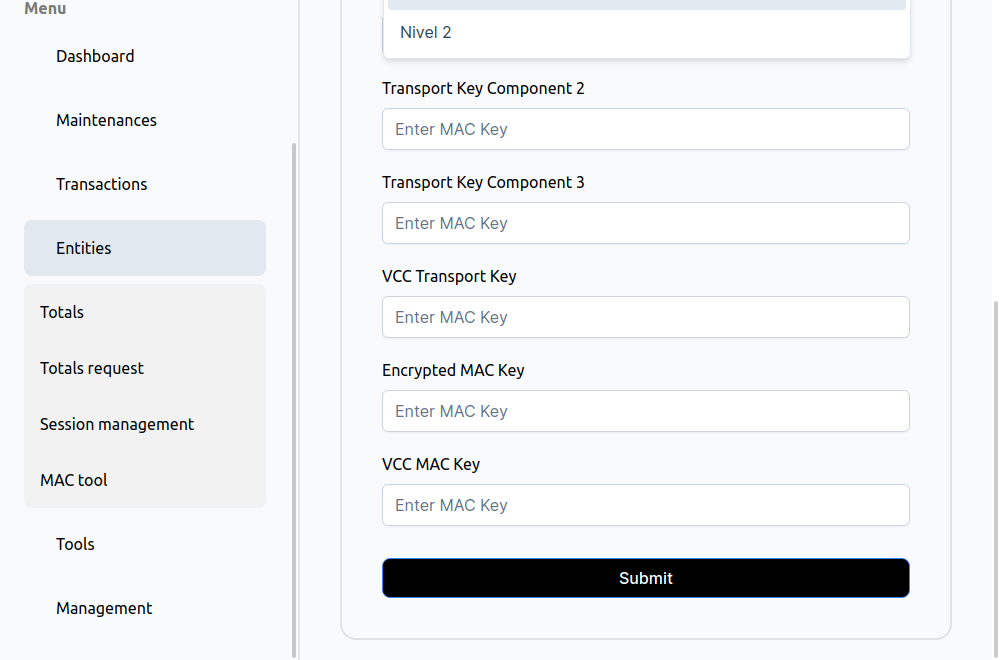 Menu
Dashboard
Maintenances
Transactions
Entities
Totals
Totals request
Session management
MAC tool
Tools
Management
Nivel 2
Transport Key Component 2
Enter MAC Key
Transport Key Component 3
Enter MAC Key
VCC Transport Key
Enter MAC Key
Encrypted MAC Key
Enter MAC Key
VCC MAC Key
Enter MAC Key
Submit